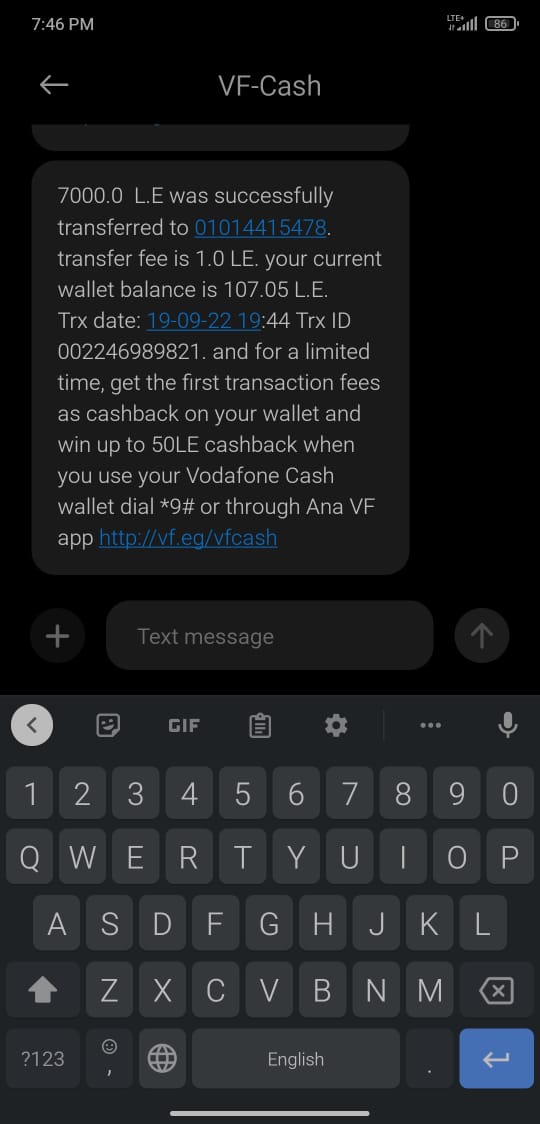 7:46 PM
LTE+
86
VF-Cash
7000.0 L.E was successfully
transferred to 01014415478.
transfer fee is 1.0 LE. your current
wallet balance is 107.05 L.E.
Trx date: 19-09-22 19:44 Trx ID
002246989821. and for a limited
time, get the first transaction fees
as cashback on your wallet and
win up to 50LE cashback when
you use your Vodafone Cash
wallet dial *9# or through Ana VF
app http://vf.eg/vfcash
Text message
GIF
1 2 3 4 5 6 7 8 9 0
Q W E R T Y U I O P
A S D F G H J K L
Z X C V B N M
?123 , English .